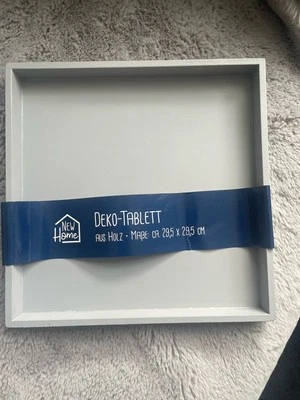 NEW
Home
DEKO-TABLETT
AUS HOLZ • MAẞE: CA. 29,5 x 29,5 CM